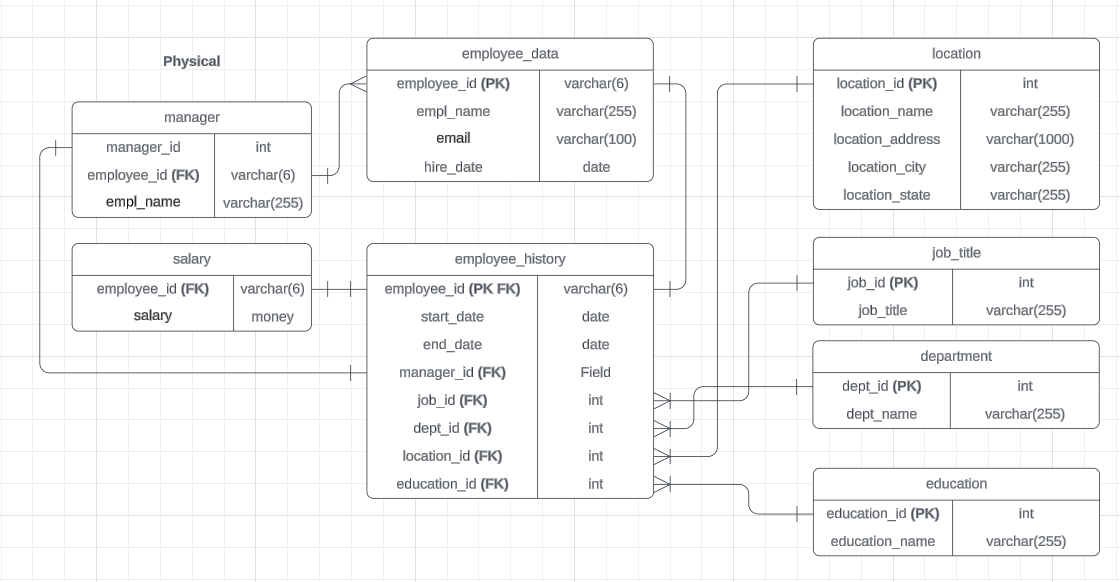 Physical
manager
manager_id int
employee_id (FK) varchar(6)
empl_name varchar(255)
salary
employee_id (FK) varchar(6)
salary money
employee_data
employee_id (PK) varchar(6)
empl_name varchar(255)
email varchar(100)
hire_date date
employee_history
employee_id (PK FK) varchar(6)
start_date date
end_date date
manager_id (FK) Field
job_id (FK) int
dept_id (FK) int
location_id (FK) int
education_id (FK) int
location
location_id (PK) int
location_name varchar(255)
location_address varchar(1000)
location_city varchar(255)
location_state varchar(255)
job_title
job_id (PK) int
job_title varchar(255)
department
dept_id (PK) int
dept_name varchar(255)
education
education_id (PK) int
education_name varchar(255)